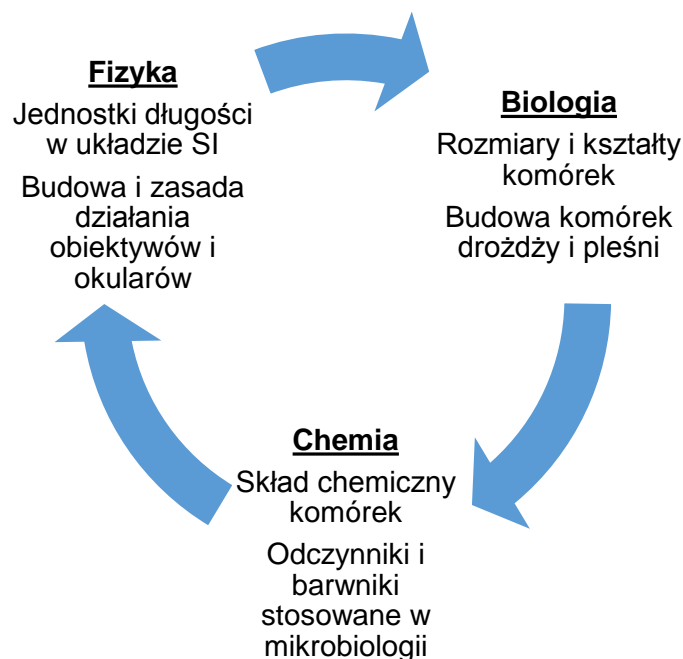 Fizyka
Jednostki długości
w układzie SI
Budowa i zasada
działania
obiektywów i
okularów
Biologia
Rozmiary i kształty
komórek
Budowa komórek
drożdży i pleśni
Chemia
Skład chemiczny
komórek
Odczynniki i
barwniki
stosowane w
mikrobiologii